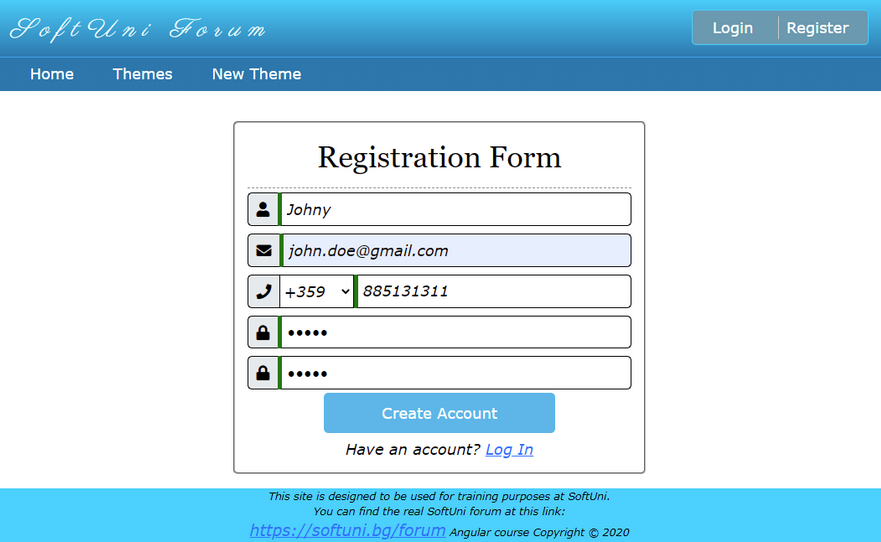 SoftUni Forum
Login Register
Home Themes New Theme
Registration Form
Johny
john.doe@gmail.com
+359 885131311
•••••
•••••
Create Account
Have an account? Log In
This site is designed to be used for training purposes at SoftUni.
You can find the real SoftUni forum at this link:
https://softuni.bg/forum Angular course Copyright © 2020